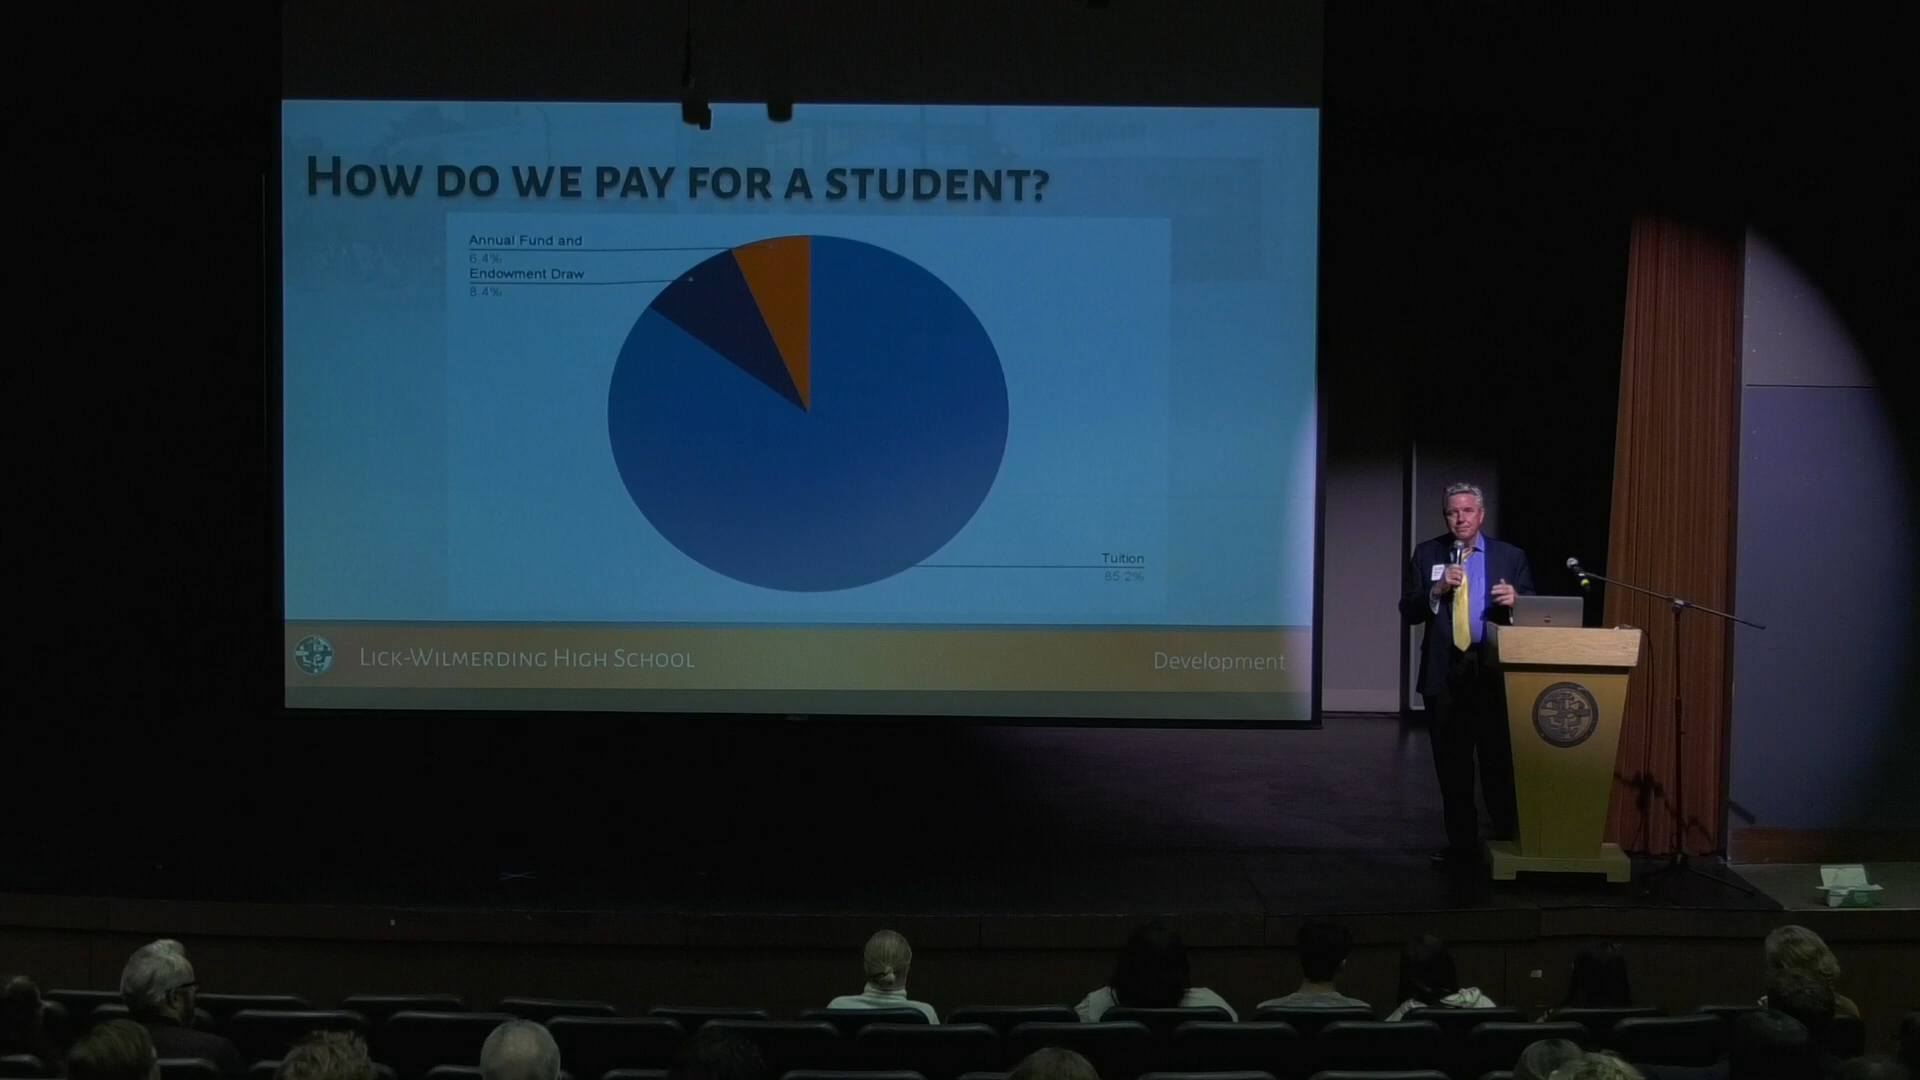 How do we pay for a student?
Annual Fund and
6.4%
Endowment Draw
8.4%
Tuition
85.2%
Lick-Wilmerding High School
Development